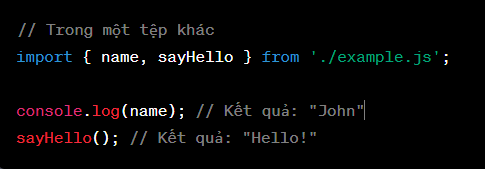 // Trong một tệp khác
import { name, sayHello } from './example.js';
console.log(name); // Kết quả: "John"
sayHello(); // Kết quả: "Hello!"